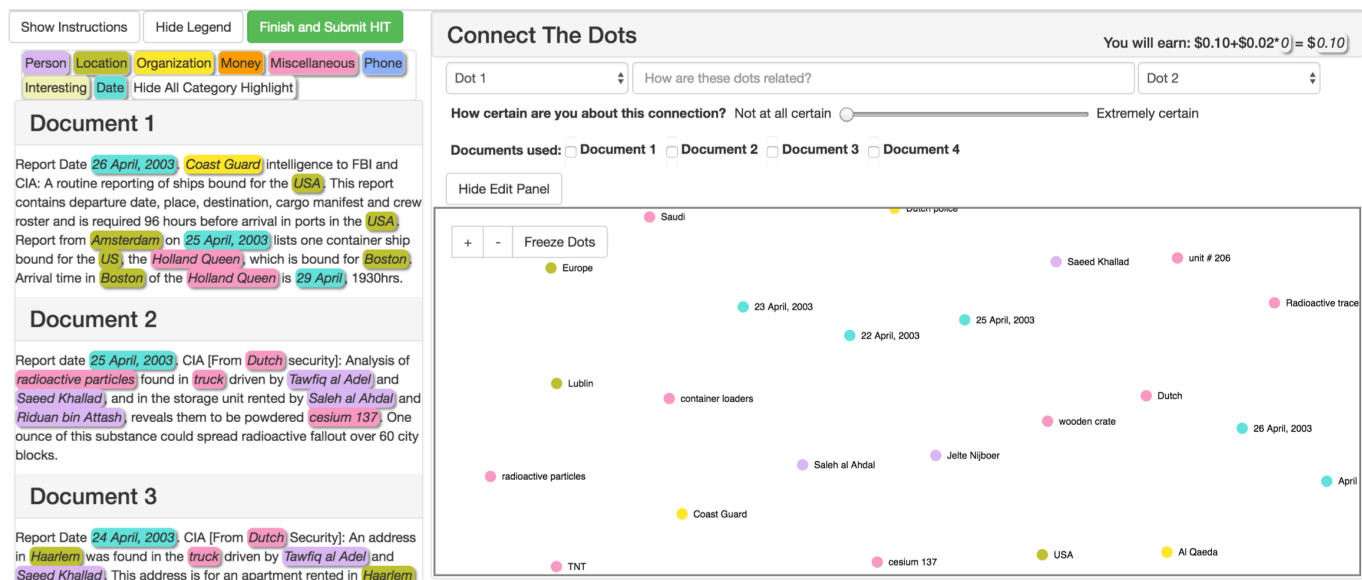 Show Instructions
Hide Legend
Finish and Submit HIT
Person Location Organization Money Miscellaneous Phone
Interesting Date Hide All Category Highlight
Document 1
Report Date 26 April, 2003. Coast Guard intelligence to FBI and
CIA: A routine reporting of ships bound for the USA. This report
contains departure date, place, destination, cargo manifest and crew
roster and is required 96 hours before arrival in ports in the USA.
Report from Amsterdam on 25 April, 2003 lists one container ship
bound for the US, the Holland Queen, which is bound for Boston.
Arrival time in Boston of the Holland Queen is 29 April, 1930hrs.
Document 2
Report date 25 April, 2003. CIA [From Dutch security]: Analysis of
radioactive particles found in truck driven by Tawfiq al Adel and
Saeed Khallad, and in the storage unit rented by Saleh al Ahdal and
Riduan bin Attash, reveals them to be powdered cesium 137. One
ounce of this substance could spread radioactive fallout over 60 city
blocks.
Document 3
Report Date 24 April, 2003. CIA [From Dutch Security]: An address
in Haarlem was found in the truck driven by Tawfiq al Adel and
Saeed Khallad. This address is for an apartment rented in Haarlem
Connect The Dots
You will earn: $0.10+$0.02*0 = $0.10
Dot 1
How are these dots related?
Dot 2
How certain are you about this connection? Not at all certain
Extremely certain
Documents used: Document 1 Document 2 Document 3 Document 4
Hide Edit Panel
+ - Freeze Dots
Saudi
Dutch police
Europe
Saeed Khallad
unit # 206
23 April, 2003
Radioactive trace
25 April, 2003
22 April, 2003
Lublin
container loaders
Dutch
wooden crate
26 April, 2003
Saleh al Ahdal
Jelte Nijboer
radioactive particles
April
Coast Guard
TNT
cesium 137
USA
Al Qaeda